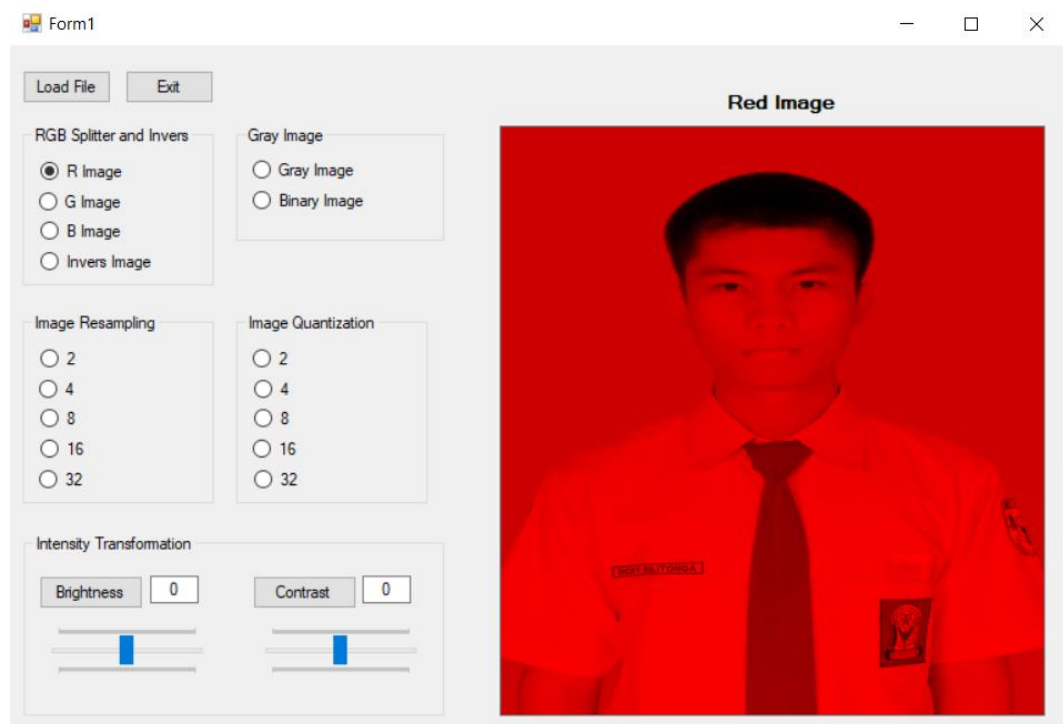 Form1
Load File
Exit
Red Image
RGB Splitter and Invers
R Image
G Image
B Image
Invers Image
Gray Image
Gray Image
Binary Image
Image Resampling
2
4
8
16
32
Image Quantization
2
4
8
16
32
Intensity Transformation
Brightness
0
Contrast
0